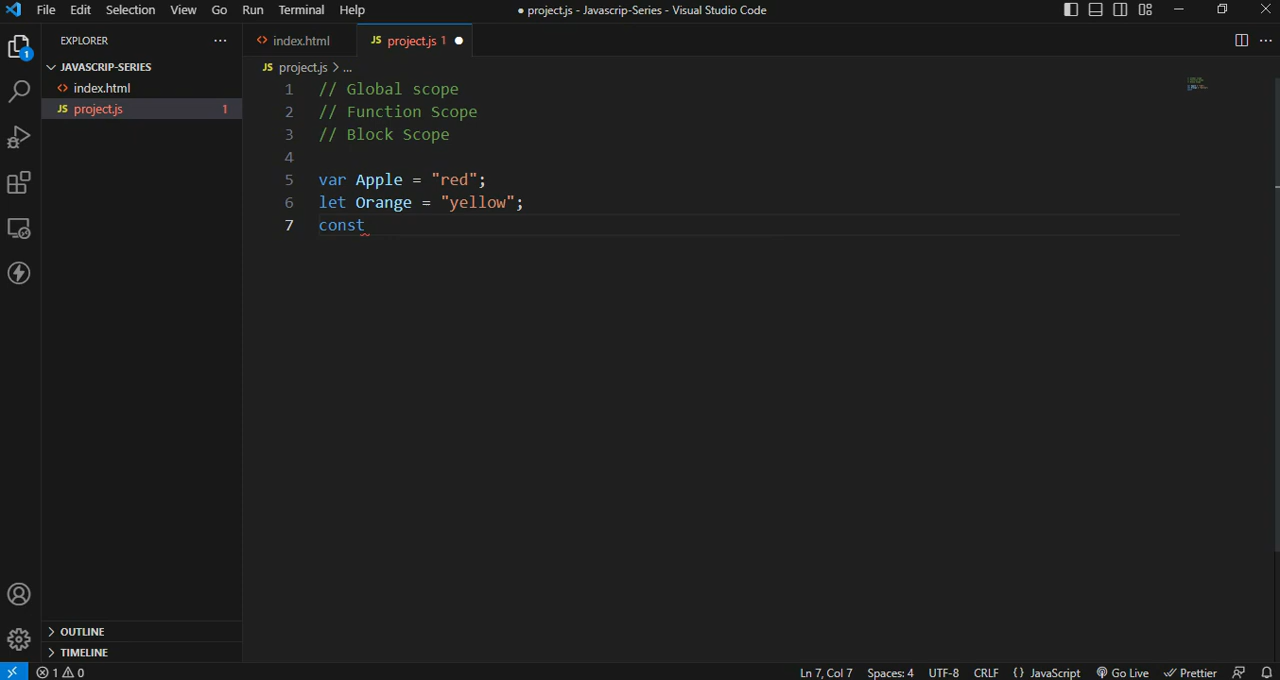 File Edit Selection View Go Run Terminal Help ● project.js - Javascrip-Series - Visual Studio Code
EXPLORER ...
index.html
JS project.js 1 ●
JAVASCRIP-SERIES
JS project.js > ...
index.html
JS project.js 1
1
1 // Global scope
2 // Function Scope
3 // Block Scope
4
5 var Apple = "red";
6 let Orange = "yellow";
7 const
OUTLINE
TIMELINE
1 0
Ln 7, Col 7 Spaces: 4 UTF-8 CRLF {} JavaScript Go Live Prettier